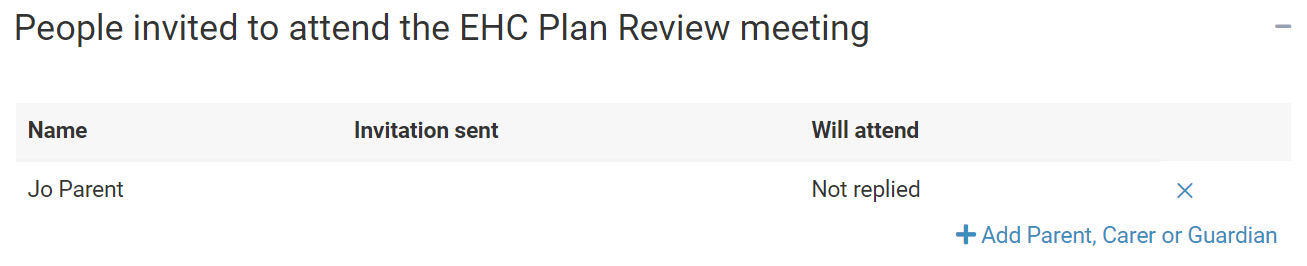 People invited to attend the EHC Plan Review meeting
Name Invitation sent Will attend
Jo Parent Not replied
Add Parent, Carer or Guardian